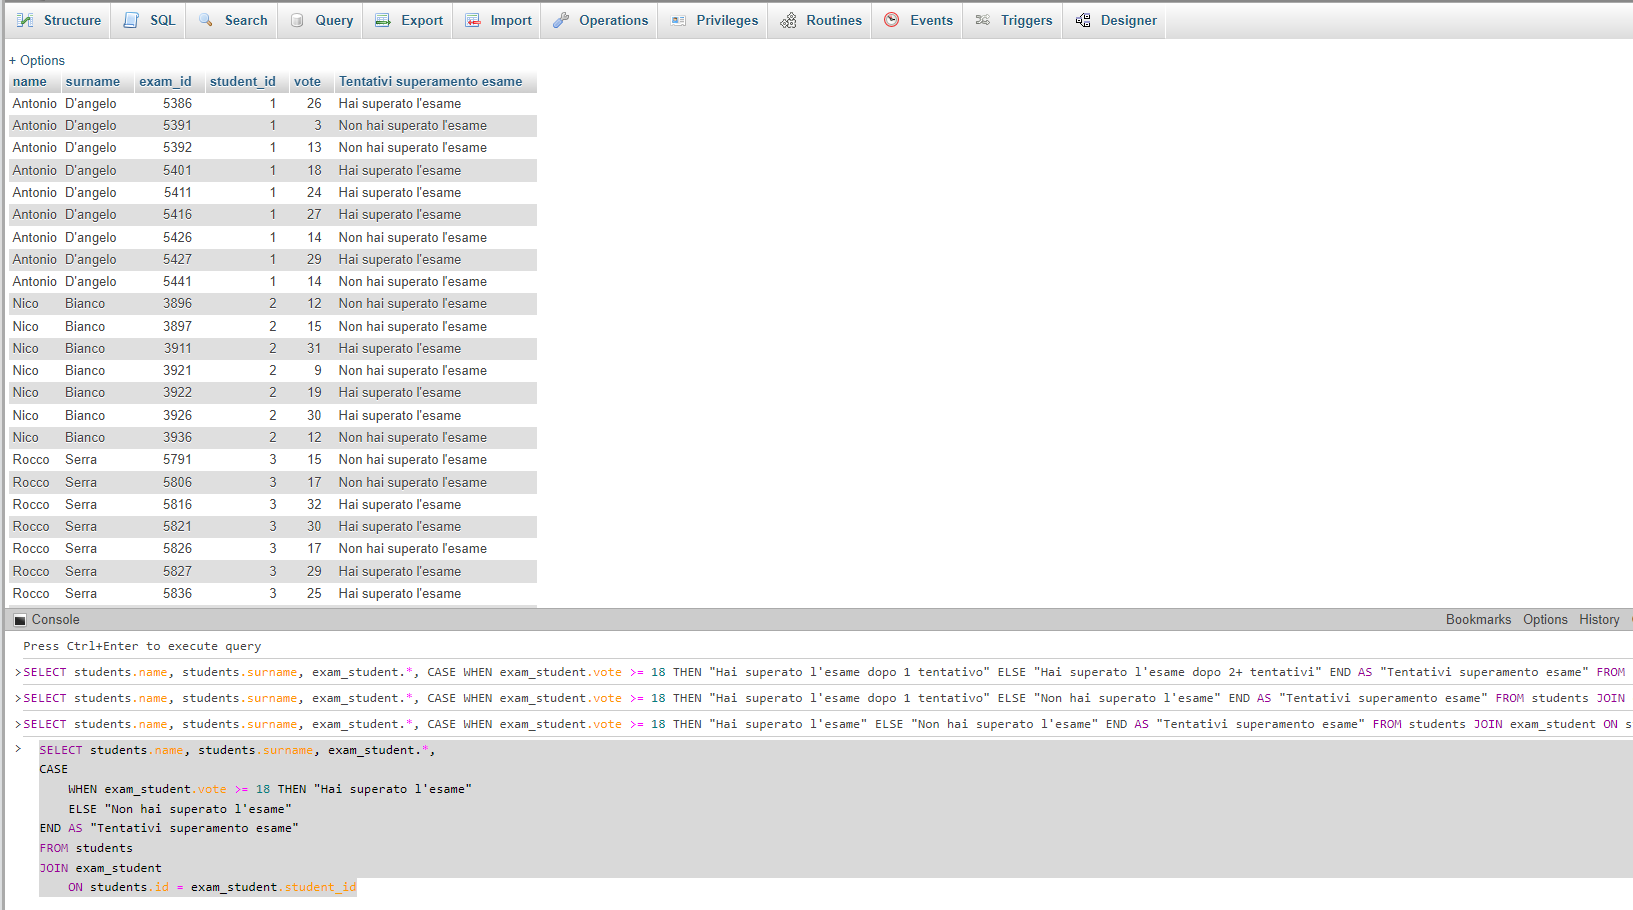 Structure SQL Search Query Export Import Operations Privileges Routines Events Triggers Designer
+ Options
name surname exam_id student_id vote Tentativi superamento esame
Antonio D'angelo 5386 1 26 Hai superato l'esame
Antonio D'angelo 5391 1 3 Non hai superato l'esame
Antonio D'angelo 5392 1 13 Non hai superato l'esame
Antonio D'angelo 5401 1 18 Hai superato l'esame
Antonio D'angelo 5411 1 24 Hai superato l'esame
Antonio D'angelo 5416 1 27 Hai superato l'esame
Antonio D'angelo 5426 1 14 Non hai superato l'esame
Antonio D'angelo 5427 1 29 Hai superato l'esame
Antonio D'angelo 5441 1 14 Non hai superato l'esame
Nico Bianco 3896 2 12 Non hai superato l'esame
Nico Bianco 3897 2 15 Non hai superato l'esame
Nico Bianco 3911 2 31 Hai superato l'esame
Nico Bianco 3921 2 9 Non hai superato l'esame
Nico Bianco 3922 2 19 Hai superato l'esame
Nico Bianco 3926 2 30 Hai superato l'esame
Nico Bianco 3936 2 12 Non hai superato l'esame
Rocco Serra 5791 3 15 Non hai superato l'esame
Rocco Serra 5806 3 17 Non hai superato l'esame
Rocco Serra 5816 3 32 Hai superato l'esame
Rocco Serra 5821 3 30 Hai superato l'esame
Rocco Serra 5826 3 17 Non hai superato l'esame
Rocco Serra 5827 3 29 Hai superato l'esame
Rocco Serra 5836 3 25 Hai superato l'esame
Console Bookmarks Options History
Press Ctrl+Enter to execute query
>SELECT students.name, students.surname, exam_student.*, CASE WHEN exam_student.vote >= 18 THEN "Hai superato l'esame dopo 1 tentativo" ELSE "Hai superato l'esame dopo 2+ tentativi" END AS "Tentativi superamento esame" FROM
>SELECT students.name, students.surname, exam_student.*, CASE WHEN exam_student.vote >= 18 THEN "Hai superato l'esame dopo 1 tentativo" ELSE "Non hai superato l'esame" END AS "Tentativi superamento esame" FROM students JOIN
>SELECT students.name, students.surname, exam_student.*, CASE WHEN exam_student.vote >= 18 THEN "Hai superato l'esame" ELSE "Non hai superato l'esame" END AS "Tentativi superamento esame" FROM students JOIN exam_student ON s
> SELECT students.name, students.surname, exam_student.*,
CASE
WHEN exam_student.vote >= 18 THEN "Hai superato l'esame"
ELSE "Non hai superato l'esame"
END AS "Tentativi superamento esame"
FROM students
JOIN exam_student
ON students.id = exam_student.student_id